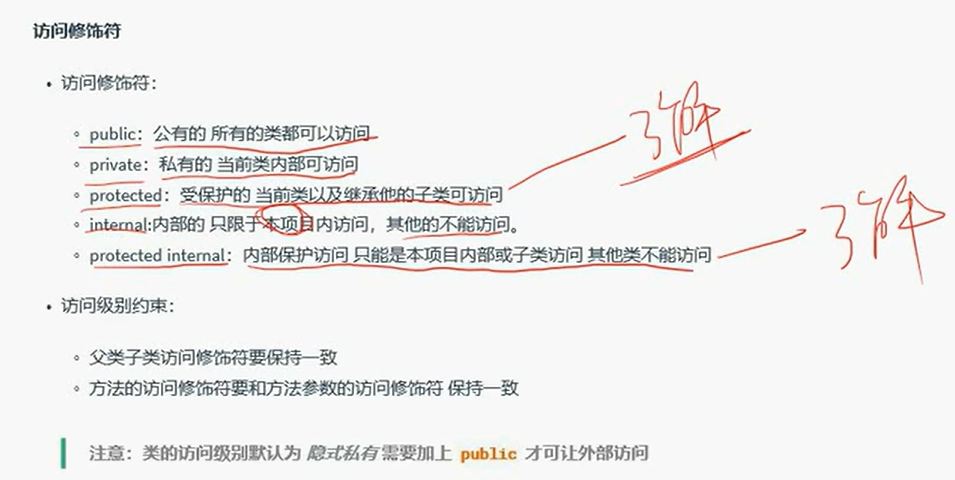 访问修饰符
• 访问修饰符：
◦ public：公有的 所有的类都可以访问
◦ private：私有的 当前类内部可访问
◦ protected：受保护的 当前类以及继承他的子类可访问
了解
◦ internal:内部的 只限于本项目内访问，其他的不能访问。
◦ protected internal：内部保护访问 只能是本项目内部或子类访问 其他类不能访问
了解
• 访问级别约束：
◦ 父类子类访问修饰符要保持一致
◦ 方法的访问修饰符要和方法参数的访问修饰符 保持一致
注意：类的访问级别默认为 隐式私有 需要加上 public 才可让外部访问